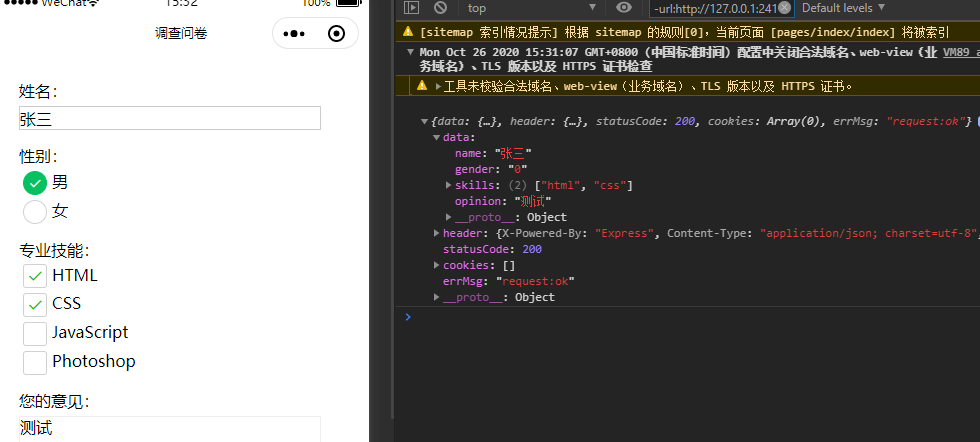 WeChat
15:52
100%
调查问卷
姓名：
张三
性别：
男
女
专业技能：
HTML
CSS
JavaScript
Photoshop
您的意见：
测试
top
-url:http://127.0.0.1:241
Default levels
[sitemap 索引情况提示] 根据 sitemap 的规则[0]，当前页面 [pages/index/index] 将被索引
Mon Oct 26 2020 15:31:07 GMT+0800 (中国标准时间) 配置中关闭合法域名、web-view（业 VM89
务域名）、TLS 版本以及 HTTPS 证书检查
工具未校验合法域名、web-view（业务域名）、TLS 版本以及 HTTPS 证书。
{data: {…}, header: {…}, statusCode: 200, cookies: Array(0), errMsg: "request:ok"}
data:
name: "张三"
gender: "0"
skills: (2) ["html", "css"]
opinion: "测试"
__proto__: Object
header: {X-Powered-By: "Express", Content-Type: "application/json; charset=utf-8",
statusCode: 200
cookies: []
errMsg: "request:ok"
__proto__: Object